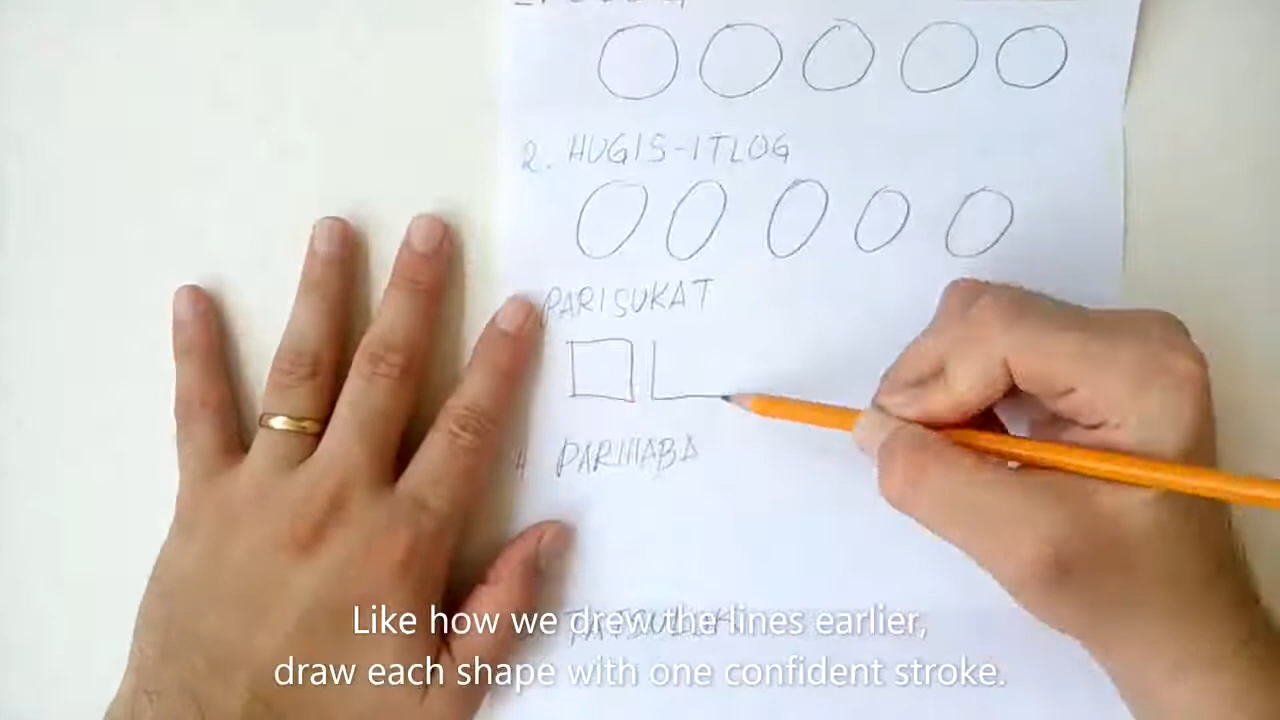 2. HUGIS-ITLOG
PARISUKAT
4 PARIHABA
Like how we drew the lines earlier,
draw each shape with one confident stroke.